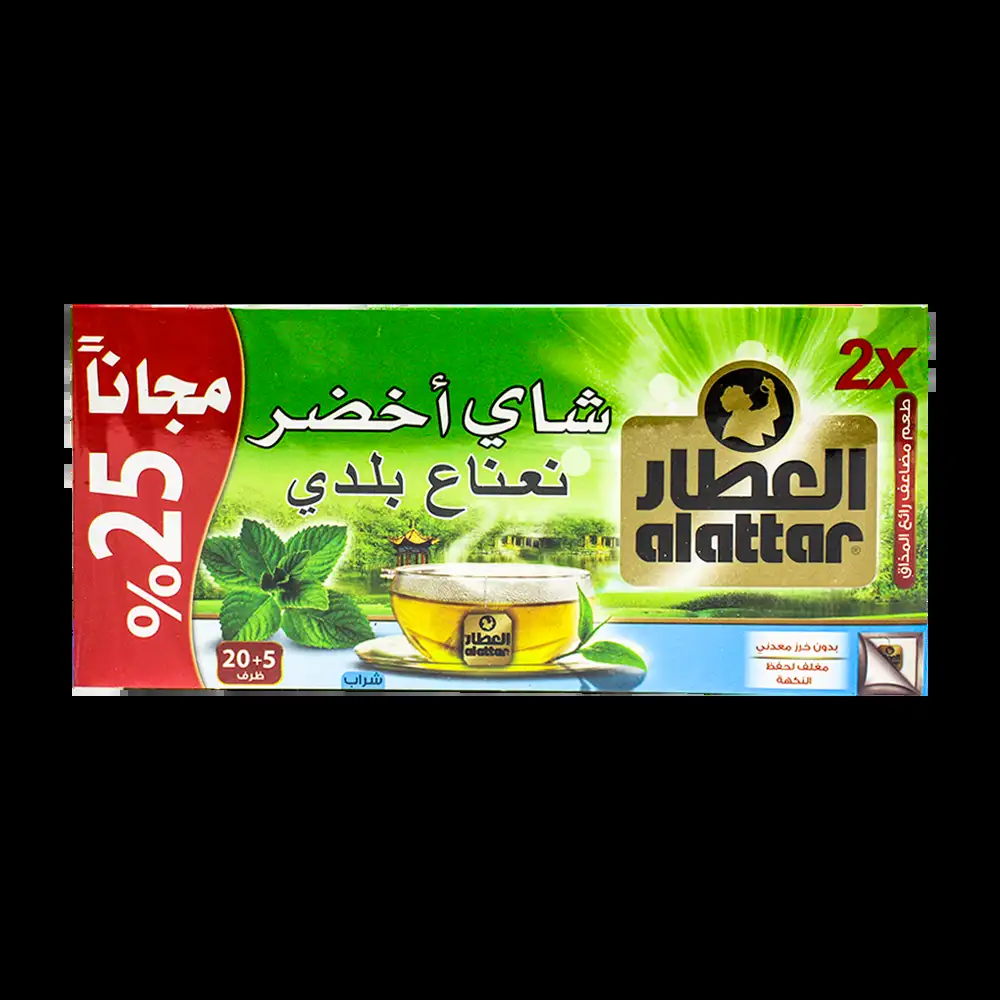 2x
طعم مضاعف رائع المذاق
العطار
alattar®
شاي أخضر
نعناع بلدي
مجاناً
%25
20+5
ظرف
شراب
العطار
alattar
بدون خرز معدني
مغلف لحفظ
النكهة